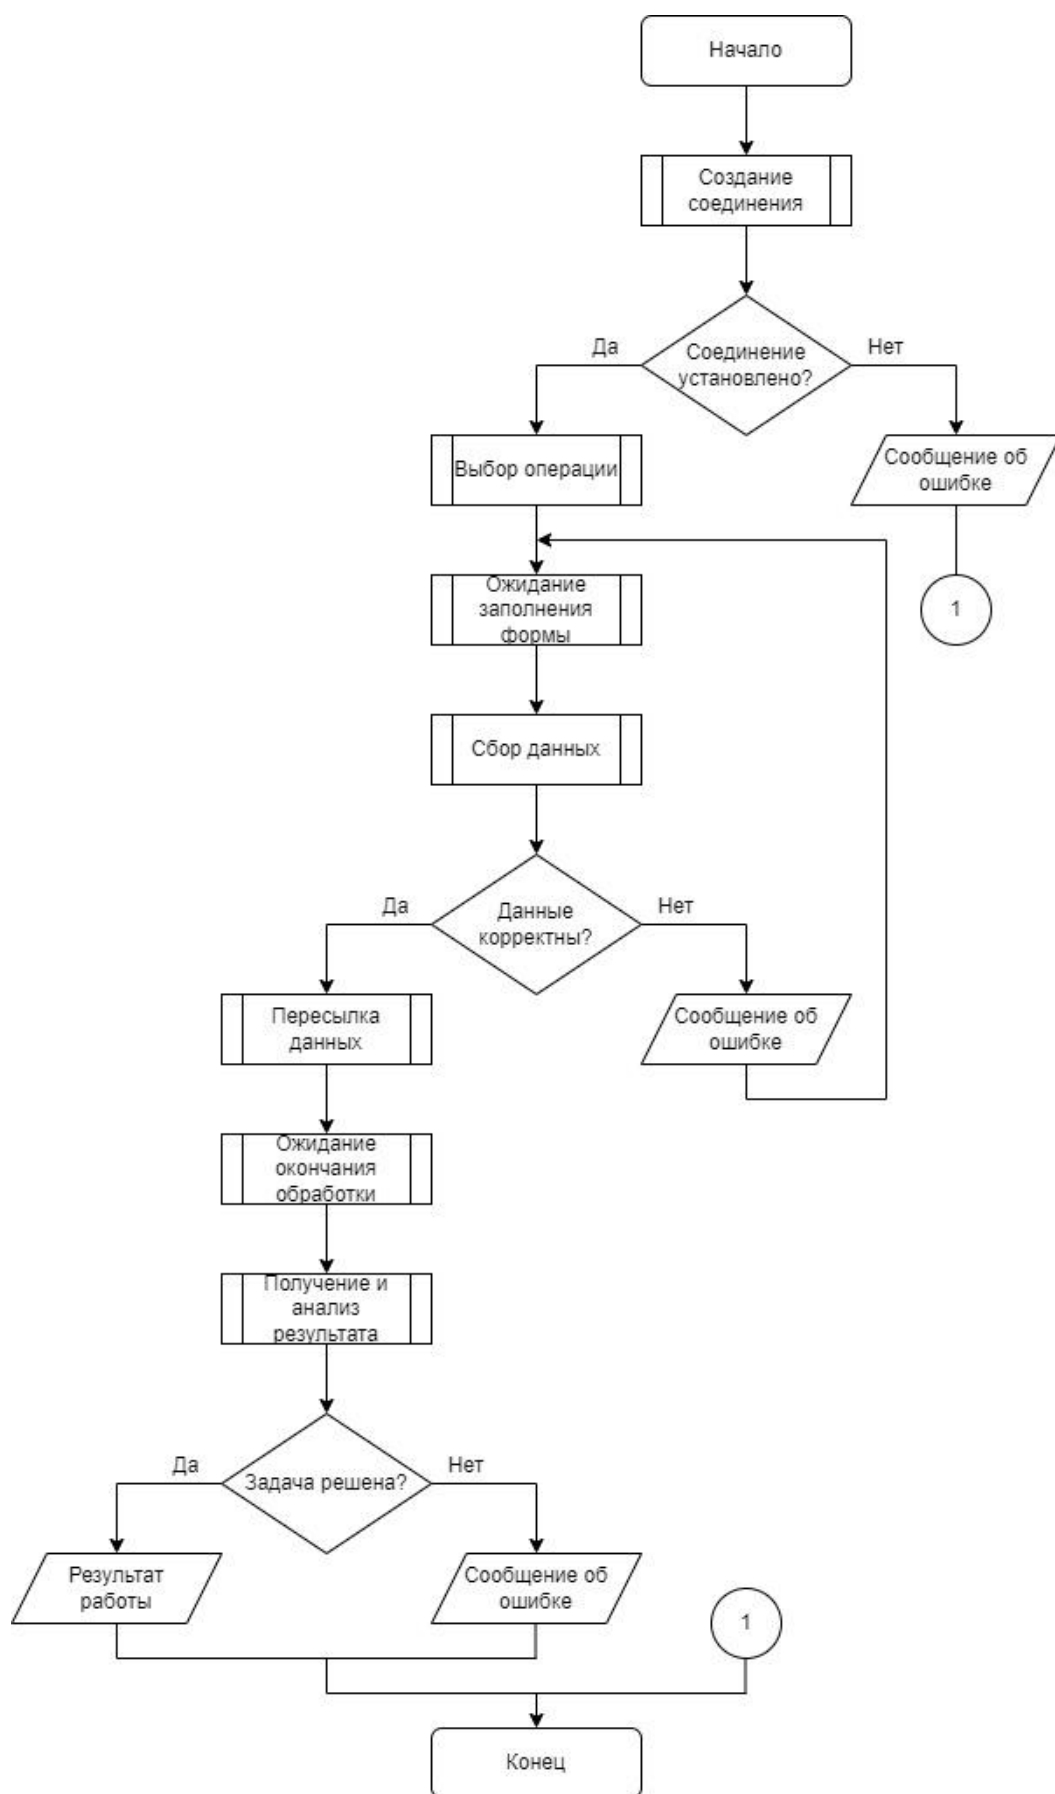 Начало
Создание
соединения
Да
Нет
Соединение
установлено?
Выбор операции
Сообщение об
ошибке
Ожидание
заполнения
формы
1
Сбор данных
Да
Нет
Данные
корректны?
Пересылка
данных
Сообщение об
ошибке
Ожидание
окончания
обработки
Получение и
анализ
результата
Да
Нет
Задача решена?
Результат
работы
Сообщение об
ошибке
1
Конец